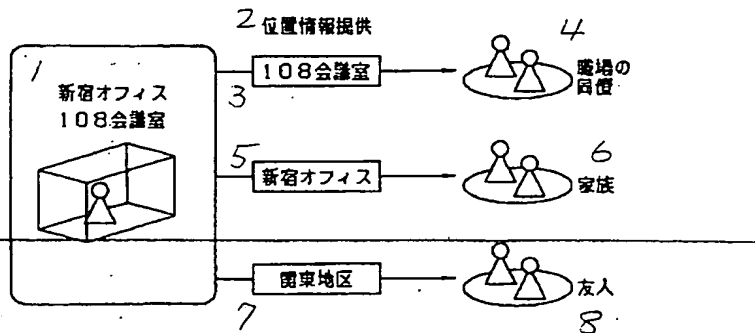 2 位置情報提供
4
1
新宿オフィス
108会議室
3
108会議室
職場の
同僚
5
新宿オフィス
6
家族
7
関東地区
友人
8